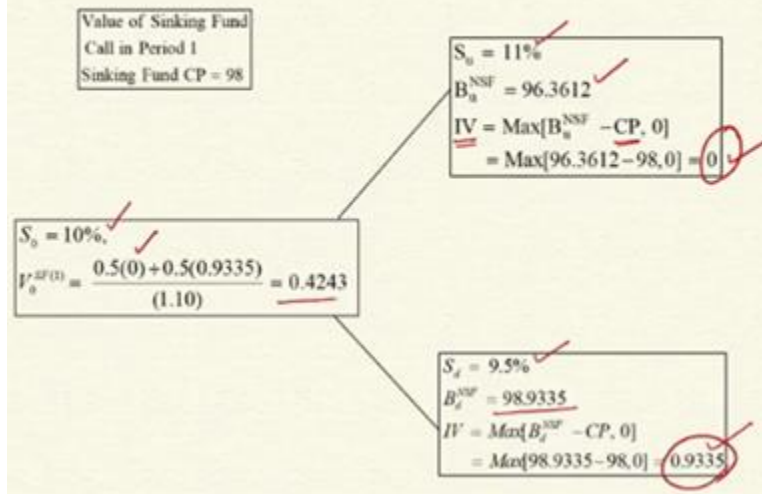 Value of Sinking Fund
Call in Period 1
Sinking Fund CP = 98
S_u = 11%
B_u^NSF = 96.3612
IV = Max[B_u^NSF − CP, 0]
= Max[96.3612−98,0] = 0
S_0 = 10%,
V_0^SF(1) = 0.5(0)+0.5(0.9335) / (1.10) = 0.4243
S_d = 9.5%
B_d^NSF = 98.9335
IV = Max[B_d^NSF − CP, 0]
= Max[98.9335−98,0] = 0.9335